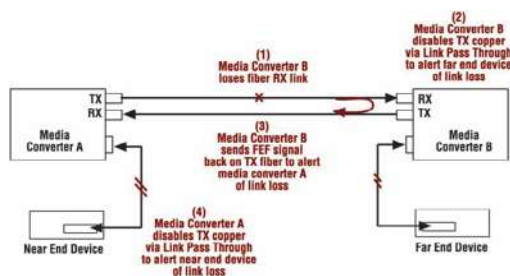 (1)
Media Converter B
loses fiber RX link
(2)
Media Converter B
disables TX copper
via Link Pass Through
to alert far end device
of link loss
TX
RX
RX
TX
Media
Converter A
Media
Converter B
(3)
Media Converter B
sends FEF signal
back on TX fiber to alert
media converter A
of link loss
(4)
Media Converter A
disables TX copper
via Link Pass Through
to alert near end device
of link loss
Near End Device
Far End Device